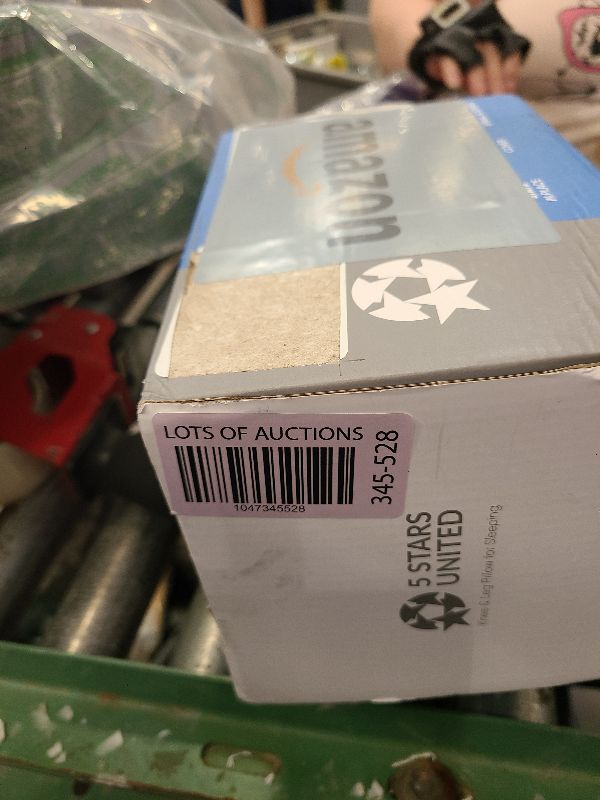 amazon
LOTS OF AUCTIONS
345-528
1047345528
5 STARS
UNITED
Knee & Leg Pillow for Sleeping